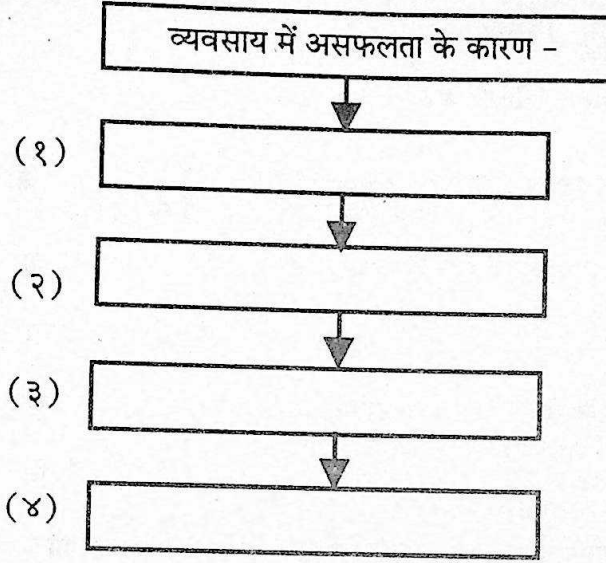 व्यवसाय में असफलता के कारण -
(१)
(२)
(३)
(४)